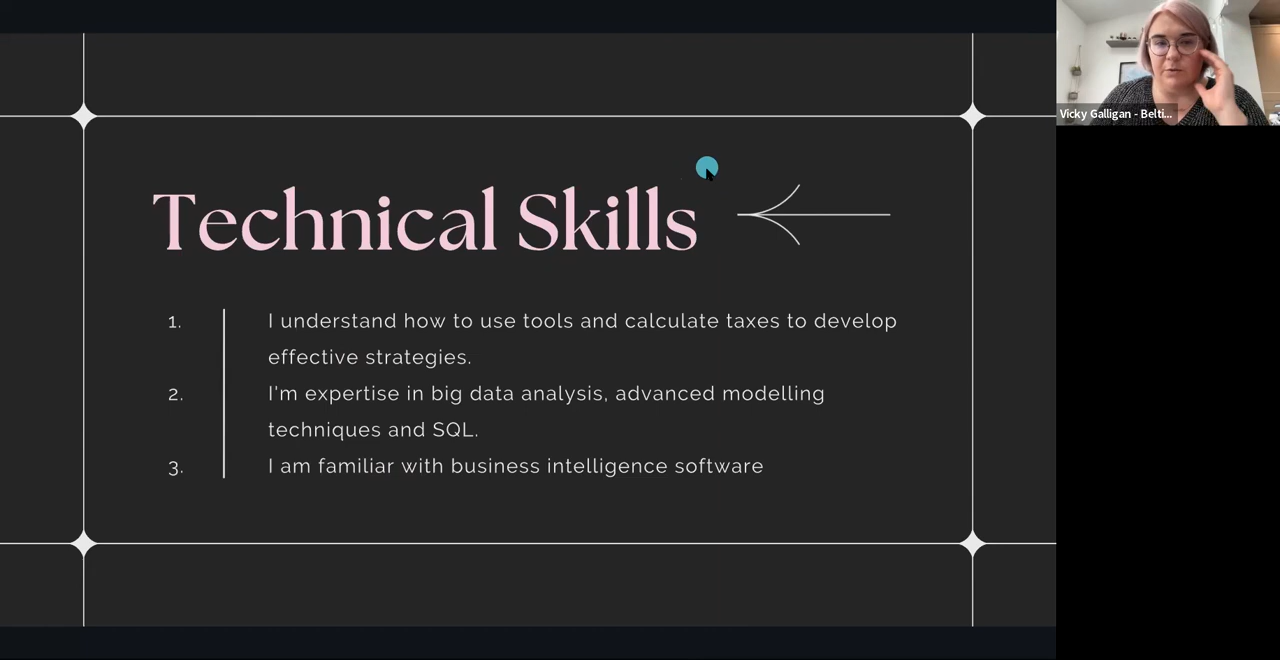 Technical Skills
1. I understand how to use tools and calculate taxes to develop
effective strategies.
2. I'm expertise in big data analysis, advanced modelling
techniques and SQL.
3. I am familiar with business intelligence software
Vicky Galligan - Belti...